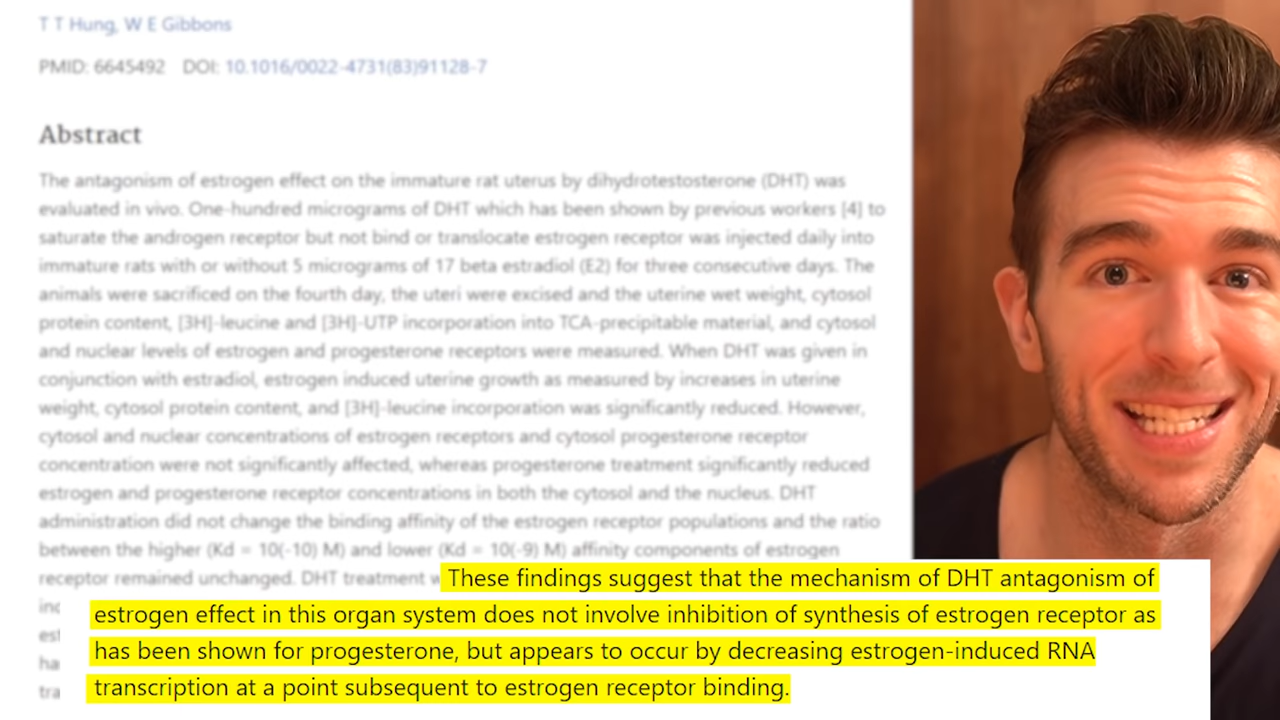 T T Hung, W E Gibbons
PMID: 6645492 DOI: 10.1016/0022-4731(83)91128-7
Abstract
The antagonism of estrogen effect on the immature rat uterus by dihydrotestosterone (DHT) was
evaluated in vivo. One-hundred micrograms of DHT which has been shown by previous workers [4] to
saturate the androgen receptor but not bind or translocate estrogen receptor was injected daily into
immature rats with or without 5 micrograms of 17 beta estradiol (E2) for three consecutive days. The
animals were sacrificed on the fourth day, the uteri were excised and the uterine wet weight, cytosol
protein content, [3H]-leucine and [3H]-UTP incorporation into TCA-precipitable material, and cytosol
and nuclear levels of estrogen and progesterone receptors were measured. When DHT was given in
conjunction with estradiol, estrogen induced uterine growth as measured by increases in uterine
weight, cytosol protein content, and [3H]-leucine incorporation was significantly reduced. However,
cytosol and nuclear concentrations of estrogen receptors and cytosol progesterone receptor
concentration were not significantly affected, whereas progesterone treatment significantly reduced
estrogen and progesterone receptor concentrations in both the cytosol and the nucleus. DHT
administration did not change the binding affinity of the estrogen receptor populations and the ratio
between the higher (Kd = 10(-10) M) and lower (Kd = 10(-9) M) affinity components of estrogen
receptor remained unchanged. DHT treatment
These findings suggest that the mechanism of DHT antagonism of
estrogen effect in this organ system does not involve inhibition of synthesis of estrogen receptor as
has been shown for progesterone, but appears to occur by decreasing estrogen-induced RNA
transcription at a point subsequent to estrogen receptor binding.